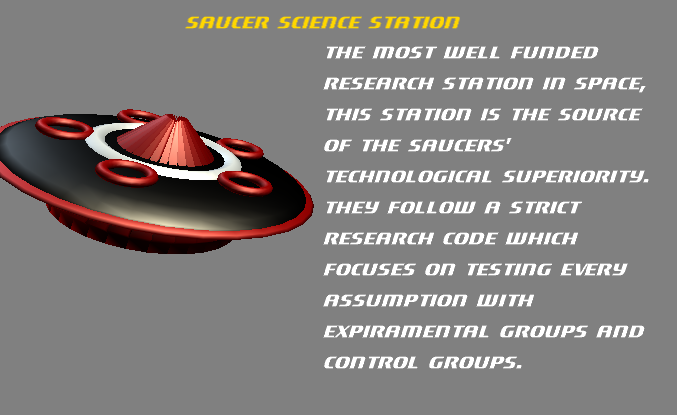 SAUCER SCIENCE STATION
THE MOST WELL FUNDED
RESEARCH STATION IN SPACE,
THIS STATION IS THE SOURCE
OF THE SAUCERS'
TECHNOLOGICAL SUPERIORITY.
THEY FOLLOW A STRICT
RESEARCH CODE WHICH
FOCUSES ON TESTING EVERY
ASSUMPTION WITH
EXPIRAMENTAL GROUPS AND
CONTROL GROUPS.